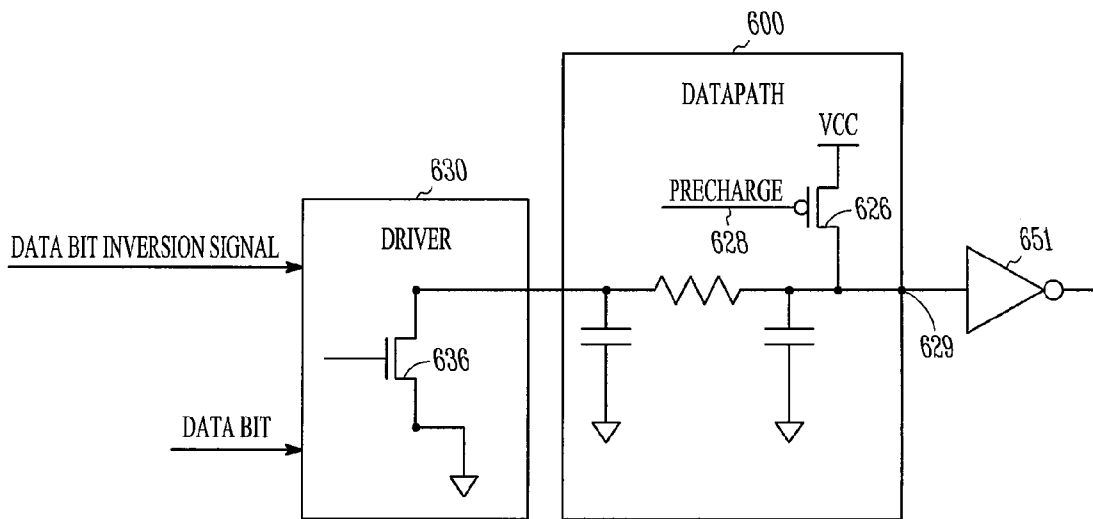 600
DATAPATH
VCC
630
PRECHARGE
626
628
651
DRIVER
DATA BIT INVERSION SIGNAL
629
636
DATA BIT